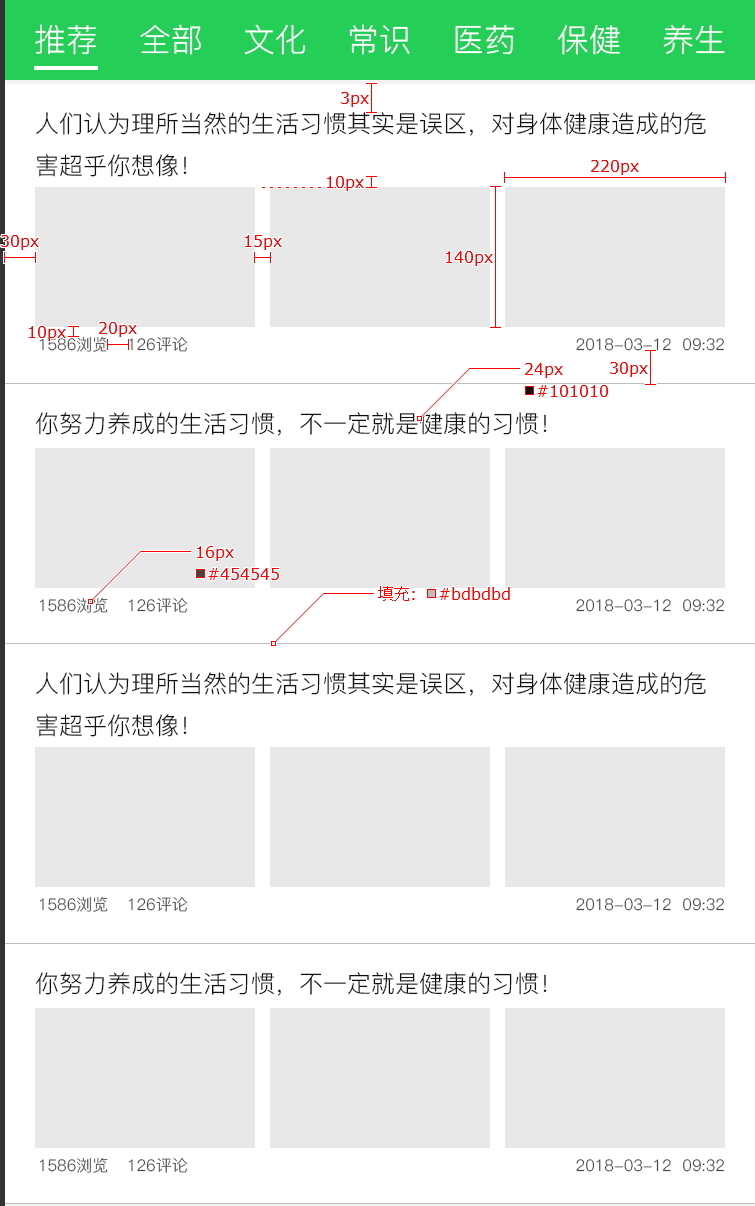 推荐 全部 文化 常识 医药 保健 养生
3px
人们认为理所当然的生活习惯其实是误区，对身体健康造成的危
害超乎你想像！
220px
10px
30px
15px
140px
10px
20px
1586浏览 126评论 2018-03-12 09:32
24px
30px
#101010
你努力养成的生活习惯，不一定就是健康的习惯！
16px
#454545
填充：#bdbdbd
1586浏览 126评论 2018-03-12 09:32
人们认为理所当然的生活习惯其实是误区，对身体健康造成的危
害超乎你想像！
1586浏览 126评论 2018-03-12 09:32
你努力养成的生活习惯，不一定就是健康的习惯！
1586浏览 126评论 2018-03-12 09:32